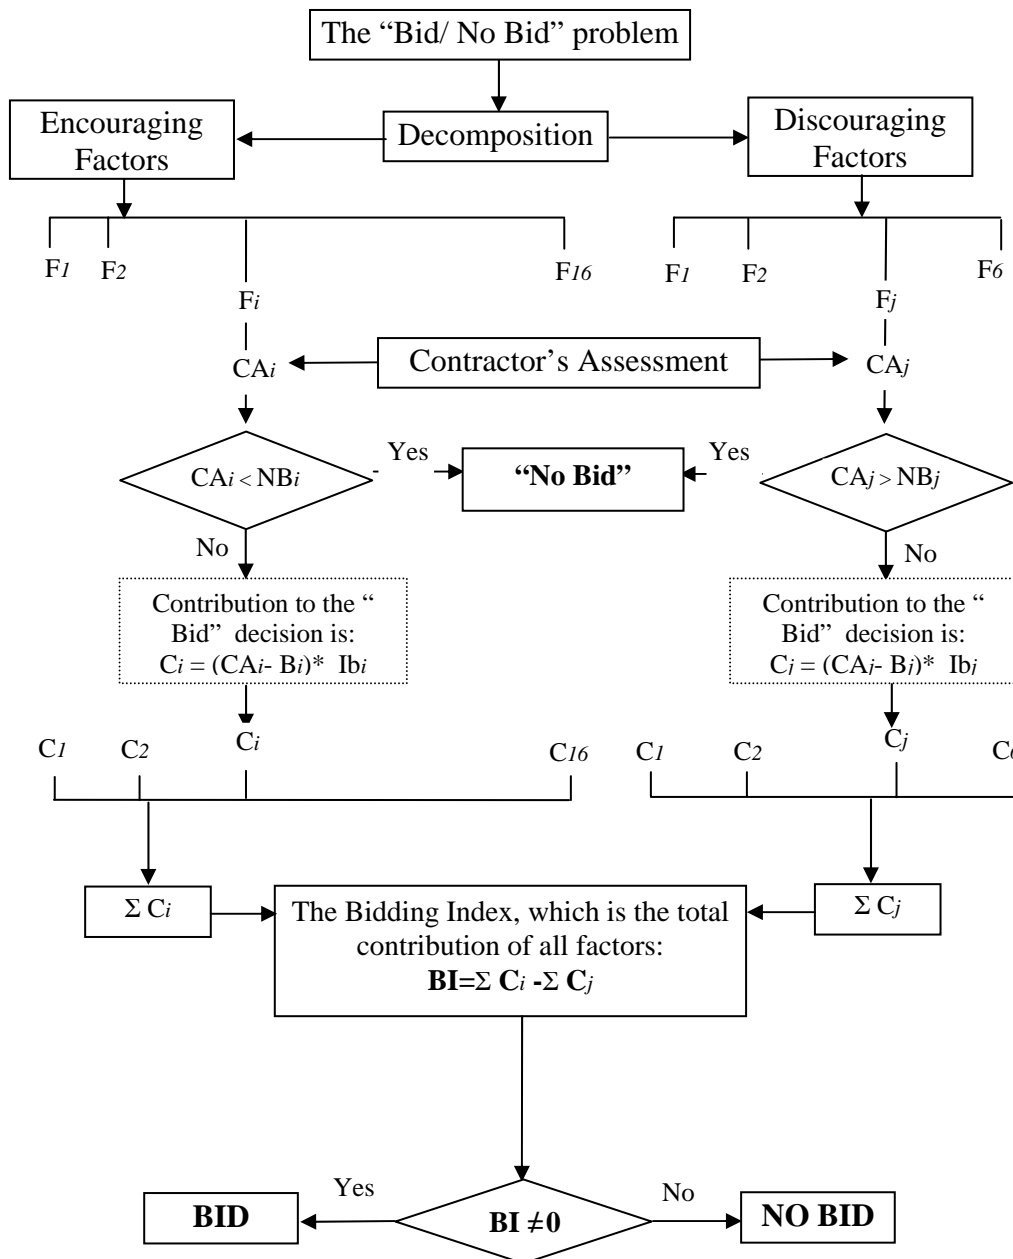 The “Bid/ No Bid” problem
Encouraging
Factors
Decomposition
Discouraging
Factors
F1
F2
F16
F1
F2
F6
Fi
Fj
CAi
Contractor’s Assessment
CAj
Yes
Yes
CAi < NBi
“No Bid”
CAj > NBj
No
No
Contribution to the “
Bid” decision is:
Ci = (CAi- Bi)* Ibi
Contribution to the “
Bid” decision is:
Cj = (CAj- Bj)* Ibj
C1
C2
Ci
C16
C1
C2
Cj
C6
Σ Ci
The Bidding Index, which is the total
contribution of all factors:
BI=Σ Ci -Σ Cj
Σ Cj
Yes
No
BID
BI ≠0
NO BID